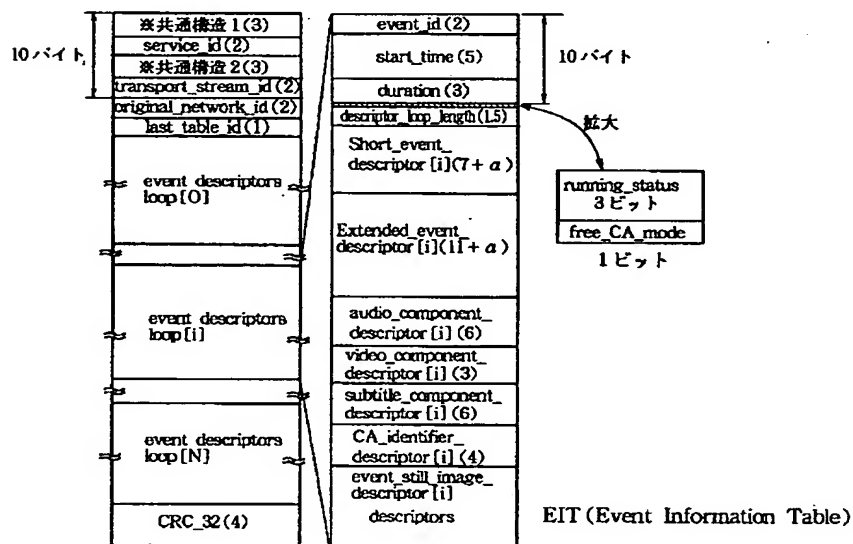 10バイト
※共通構造1(3)
service_id(2)
※共通構造2(3)
transport_stream_id(2)
original_network_id(2)
last_table_id(1)
event descriptors
loop[0]
event descriptors
loop[i]
event descriptors
loop[N]
CRC_32(4)
event_id(2)
start_time(5)
duration(3)
descriptor_loop_length(1.5)
Short_event_
descriptor[i](7+α)
Extended_event_
descriptor[i](11+α)
audio_component_
descriptor[i](6)
video_component_
descriptor[i](3)
subtitle_component_
descriptor[i](6)
CA_identifier_
descriptor[i](4)
event_still_image_
descriptor[i]
descriptors
10バイト
拡大
running_status
3ビット
free_CA_mode
1ビット
EIT(Event Information Table)